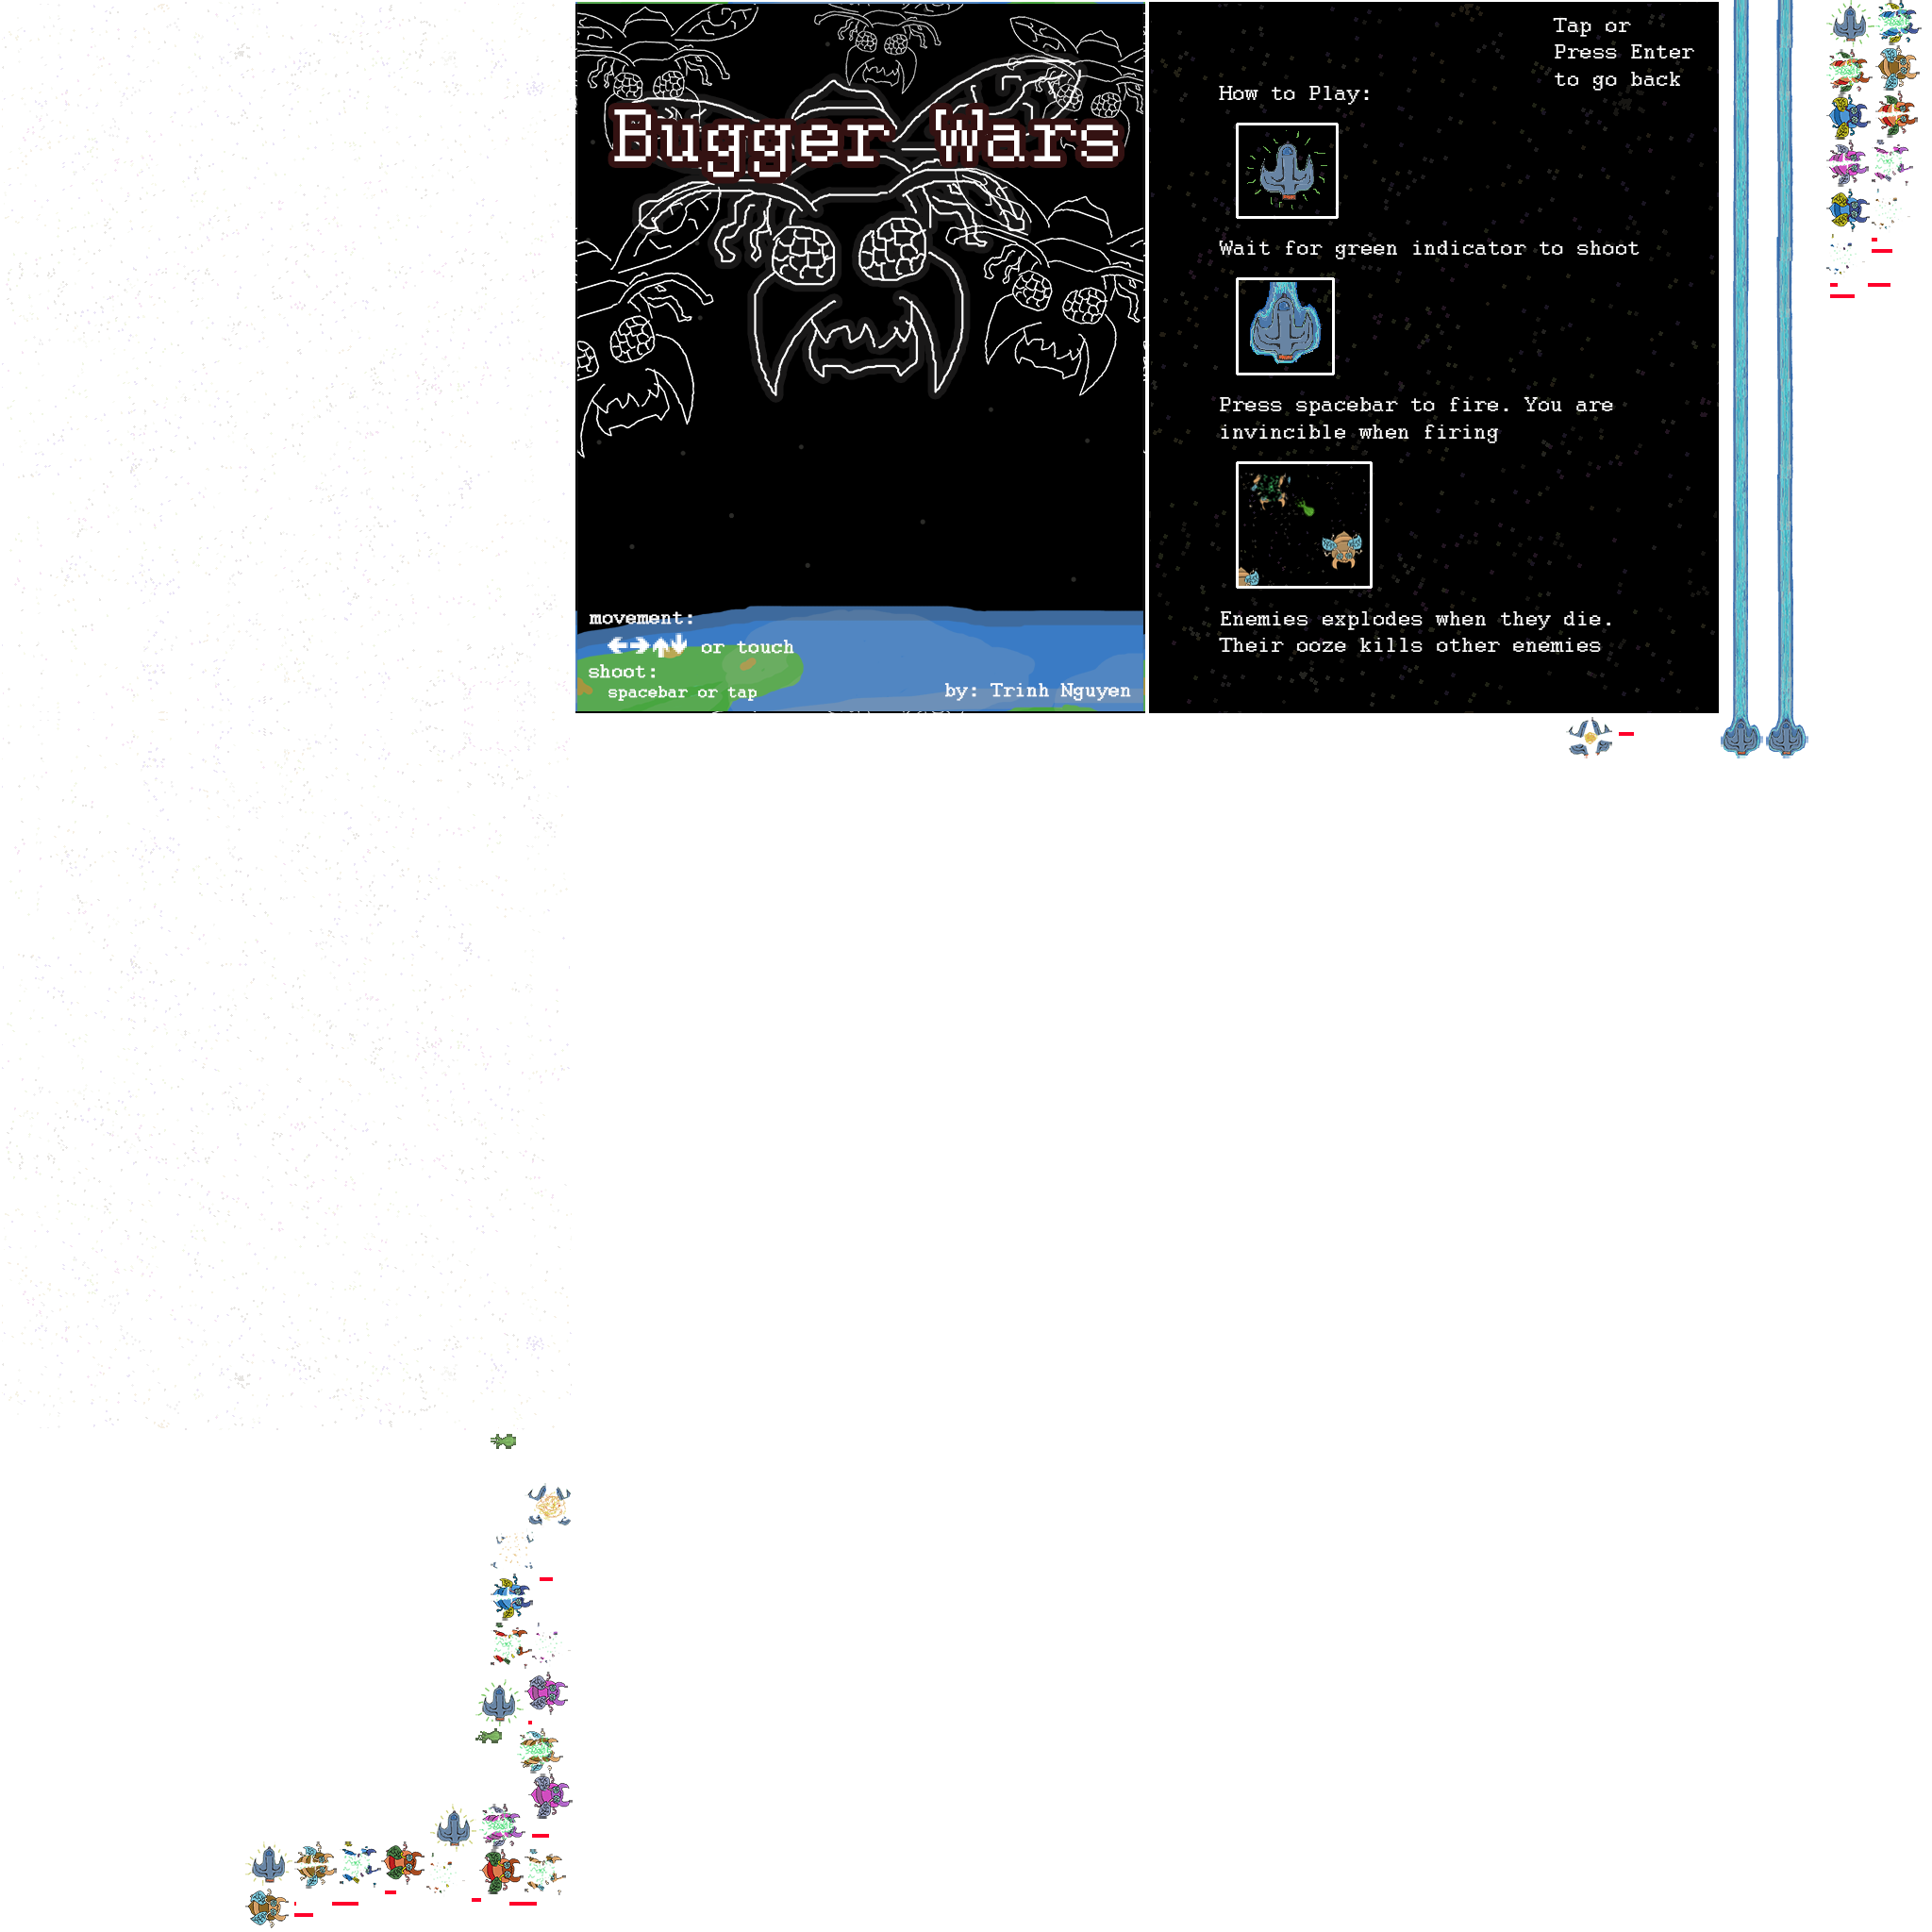 Bugger Wars
movement:
←→↑↓ or touch
shoot:
spacebar or tap
by: Trinh Nguyen
Tap or
Press Enter
to go back
How to Play:
Wait for green indicator to shoot
Press spacebar to fire. You are
invincible when firing
Enemies explodes when they die.
Their ooze kills other enemies